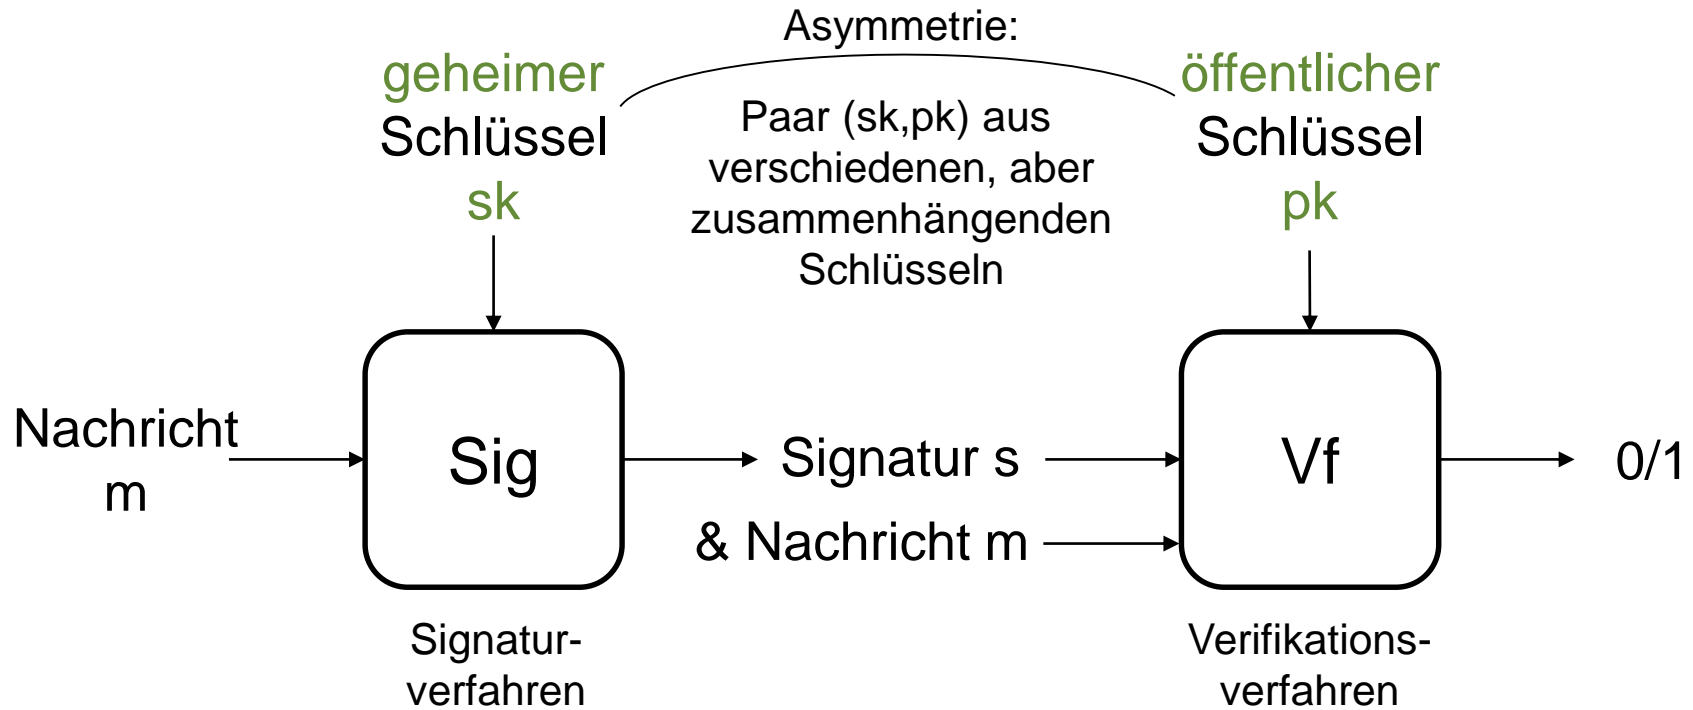 Asymmetrie:
geheimer
Schlüssel
sk
Paar (sk,pk) aus
verschiedenen, aber
zusammenhängenden
Schlüsseln
öffentlicher
Schlüssel
pk
Nachricht
m
Sig
Signatur s
& Nachricht m
Vf
0/1
Signatur-
verfahren
Verifikations-
verfahren